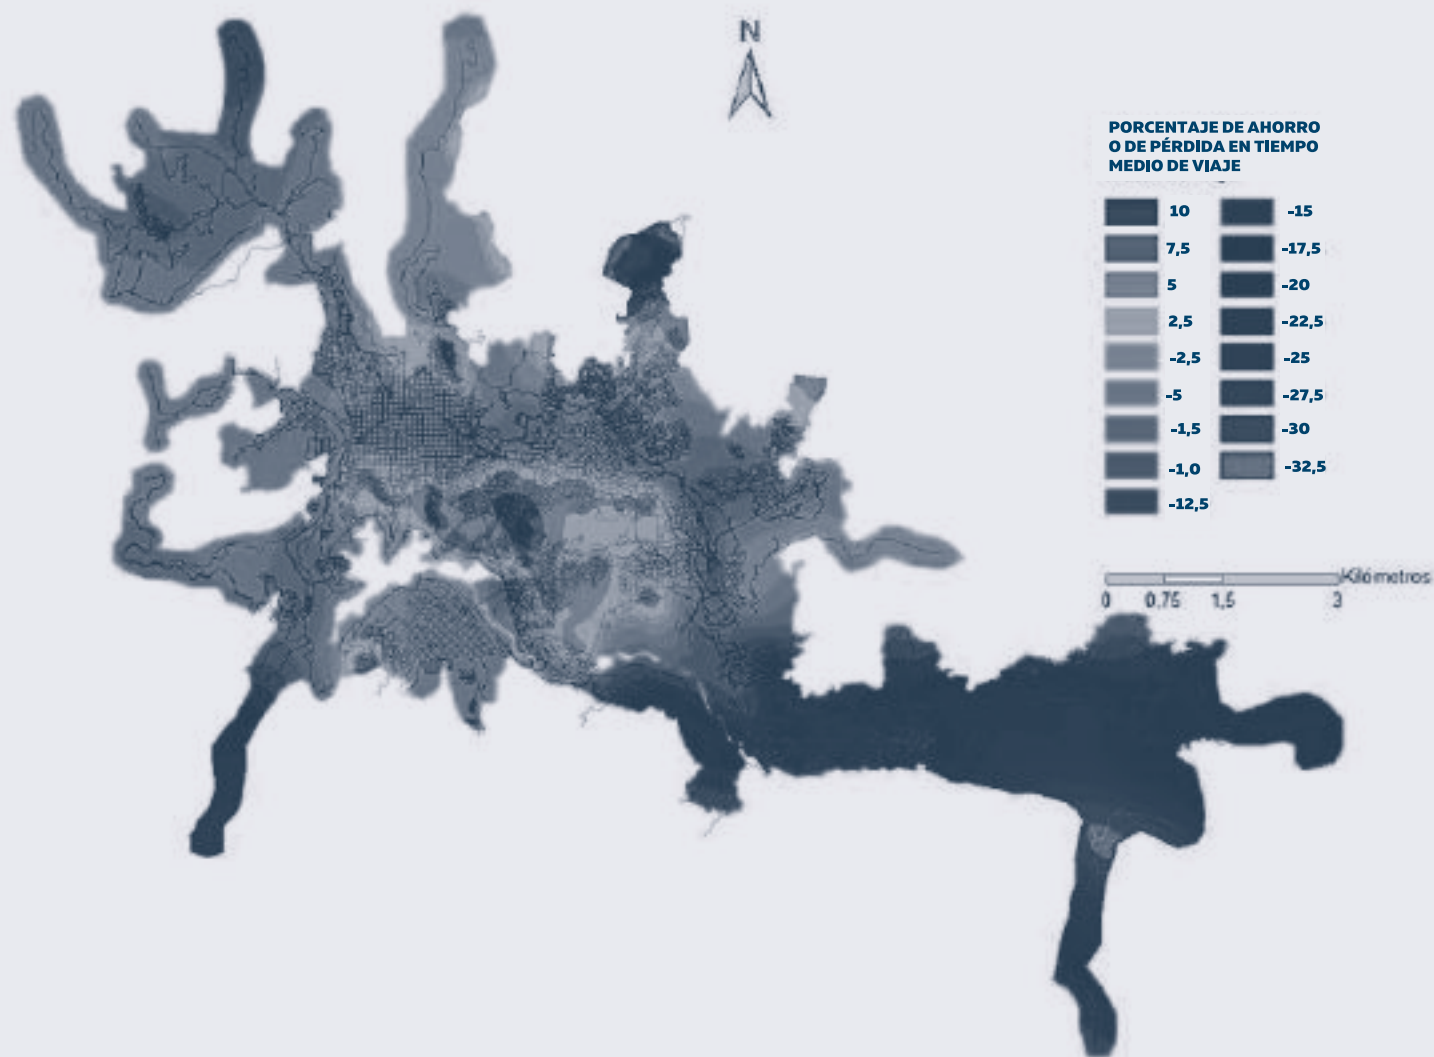 N
PORCENTAJE DE AHORRO
O DE PÉRDIDA EN TIEMPO
MEDIO DE VIAJE
10
7,5
5
2,5
-2,5
-5
-1,5
-1,0
-12,5
-15
-17,5
-20
-22,5
-25
-27,5
-30
-32,5
Kilómetros
0 0.75 1,5 3